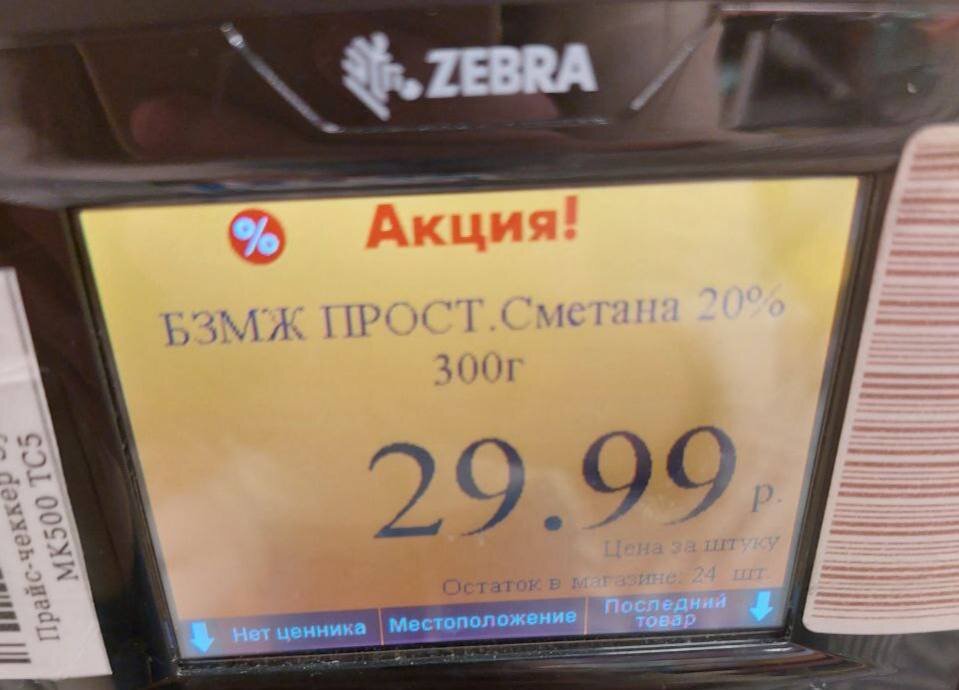 ZEBRA
% Акция!
БЗМЖ ПРОСТ.Сметана 20%
300г
29.99 р.
Цена за штуку
Остаток в магазине: 24 шт.
Нет ценника
Местоположение
Последний
товар
Прайс-чеккер
MK500 TC5